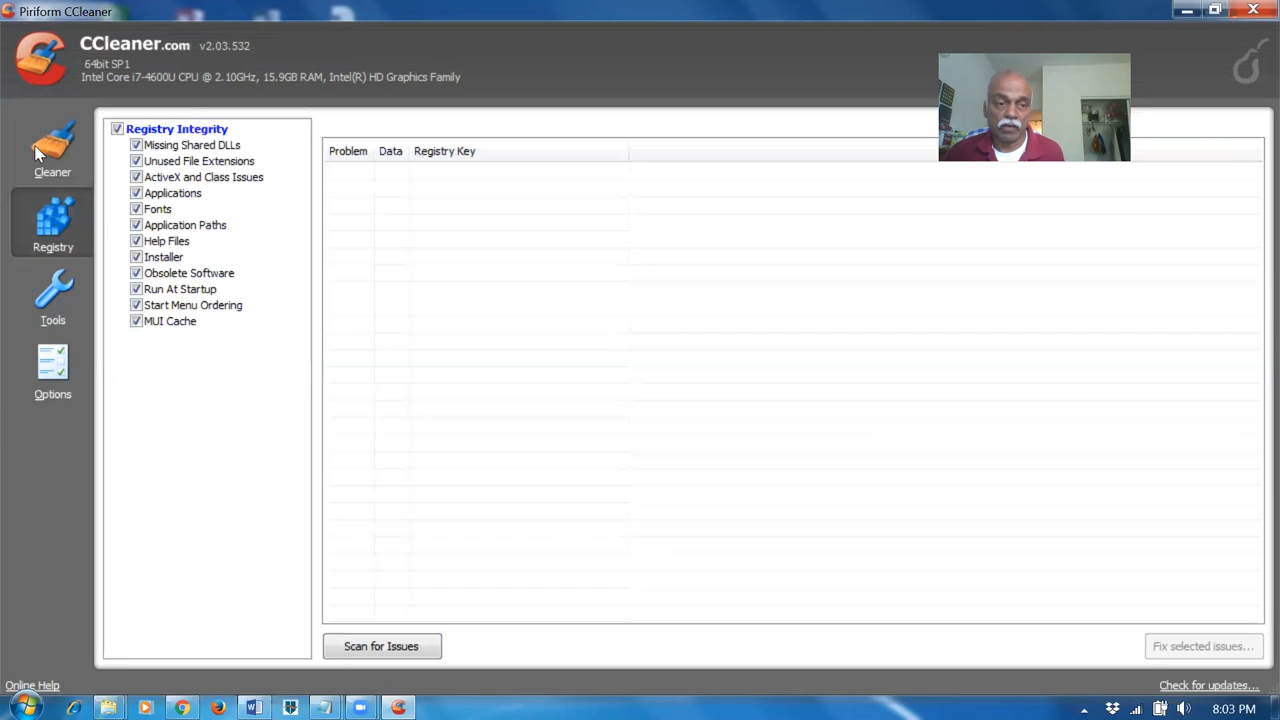 Piriform CCleaner
CCleaner.com v2.03.532
64bit SP1
Intel Core i7-4600U CPU @ 2.10GHz, 15.9GB RAM, Intel(R) HD Graphics Family
Cleaner
Registry
Tools
Options
Registry Integrity
Missing Shared DLLs
Unused File Extensions
ActiveX and Class Issues
Applications
Fonts
Application Paths
Help Files
Installer
Obsolete Software
Run At Startup
Start Menu Ordering
MUI Cache
Problem Data Registry Key
Scan for Issues
Fix selected issues...
Online Help
Check for updates...
8:03 PM